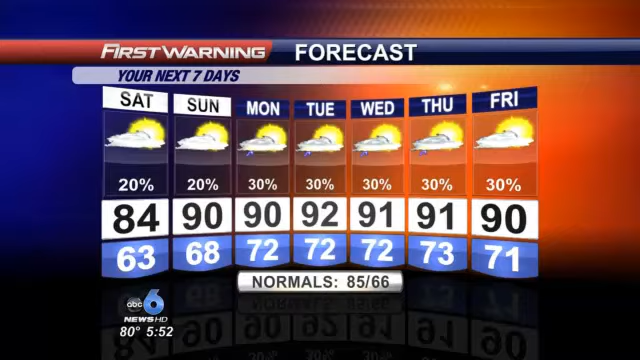 FIRST WARNING FORECAST
YOUR NEXT 7 DAYS
SAT SUN MON TUE WED THU FRI
20% 20% 30% 30% 30% 30% 30%
84 90 90 92 91 91 90
63 68 72 72 72 73 71
NORMALS: 85/66
abc 6
NEWS HD
80° 5:52